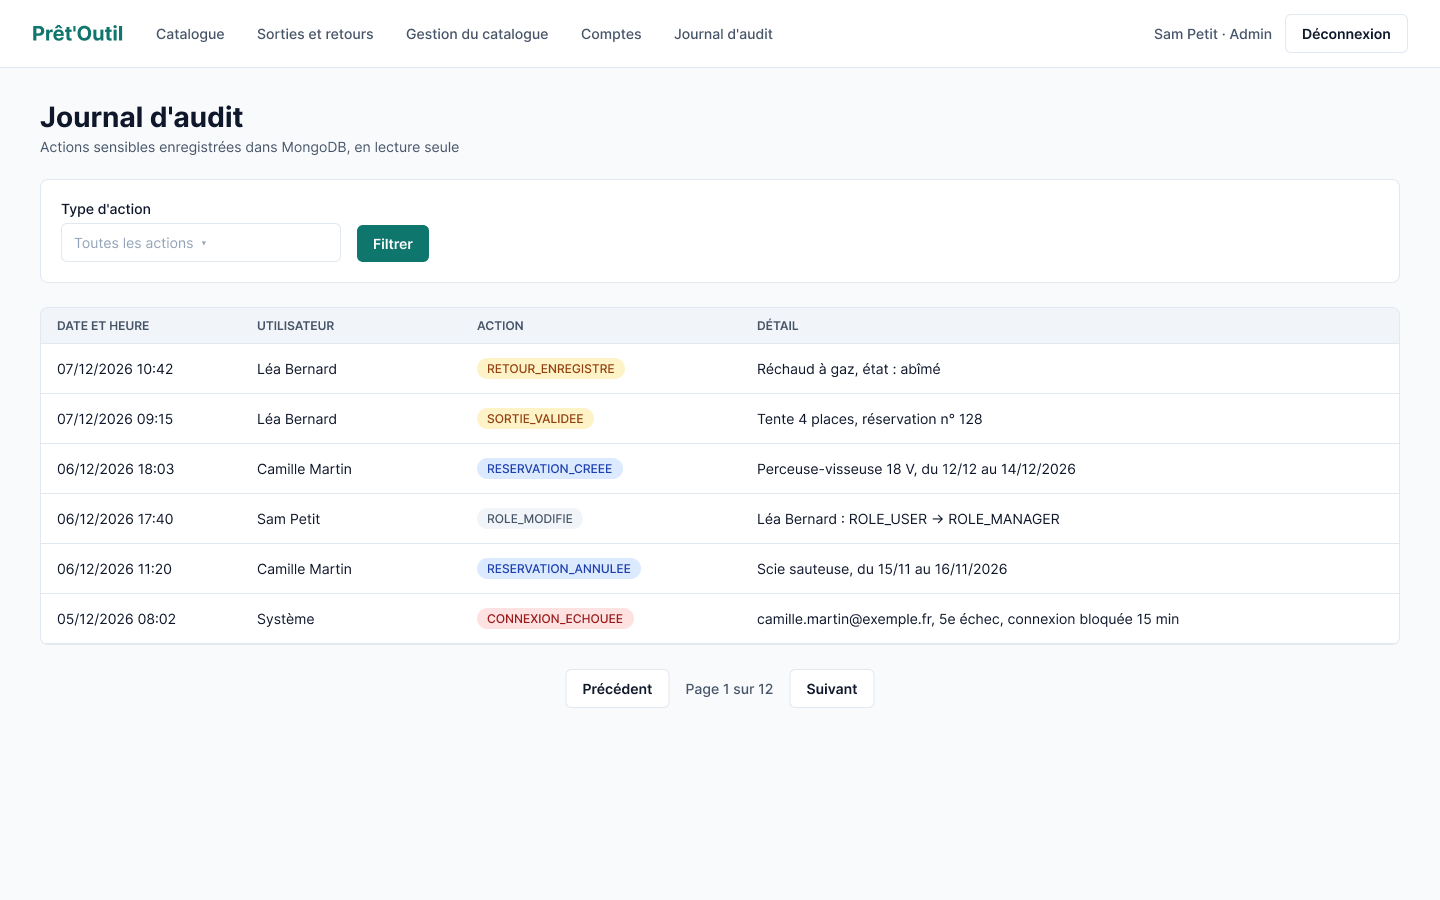 Prêt'Outil Catalogue Sorties et retours Gestion du catalogue Comptes Journal d'audit Sam Petit · Admin Déconnexion
Journal d'audit
Actions sensibles enregistrées dans MongoDB, en lecture seule
Type d'action
Toutes les actions
Filtrer
DATE ET HEURE UTILISATEUR ACTION DÉTAIL
07/12/2026 10:42 Léa Bernard RETOUR_ENREGISTRE Réchaud à gaz, état : abîmé
07/12/2026 09:15 Léa Bernard SORTIE_VALIDEE Tente 4 places, réservation n° 128
06/12/2026 18:03 Camille Martin RESERVATION_CREEE Perceuse-visseuse 18 V, du 12/12 au 14/12/2026
06/12/2026 17:40 Sam Petit ROLE_MODIFIE Léa Bernard : ROLE_USER → ROLE_MANAGER
06/12/2026 11:20 Camille Martin RESERVATION_ANNULEE Scie sauteuse, du 15/11 au 16/11/2026
05/12/2026 08:02 Système CONNEXION_ECHOUEE camille.martin@exemple.fr, 5e échec, connexion bloquée 15 min
Précédent Page 1 sur 12 Suivant